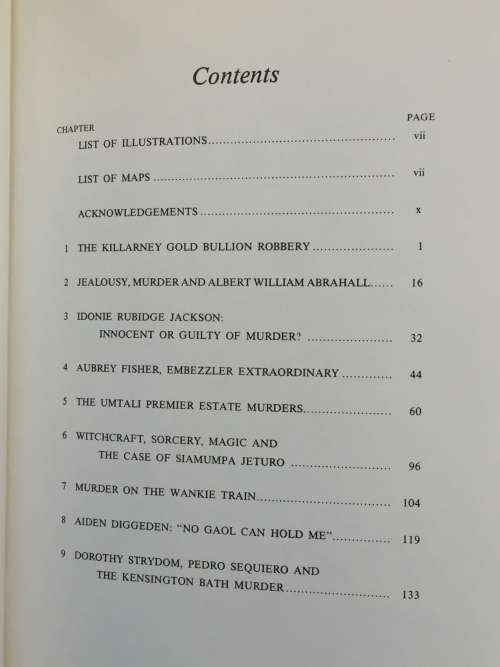 Contents
CHAPTER PAGE
LIST OF ILLUSTRATIONS................................................ vii
LIST OF MAPS .............................................................. vii
ACKNOWLEDGEMENTS .................................................. x
1 THE KILLARNEY GOLD BULLION ROBBERY ..................... 1
2 JEALOUSY, MURDER AND ALBERT WILLIAM ABRAHALL...... 16
3 IDONIE RUBIDGE JACKSON:
INNOCENT OR GUILTY OF MURDER? ...................... 32
4 AUBREY FISHER, EMBEZZLER EXTRAORDINARY ............. 44
5 THE UMTALI PREMIER ESTATE MURDERS....................... 60
6 WITCHCRAFT, SORCERY, MAGIC AND
THE CASE OF SIAMUMPA JETURO .......................... 96
7 MURDER ON THE WANKIE TRAIN................................... 104
8 AIDEN DIGGEDEN: “NO GAOL CAN HOLD ME”............... 119
9 DOROTHY STRYDOM, PEDRO SEQUIERO AND
THE KENSINGTON BATH MURDER........................... 133